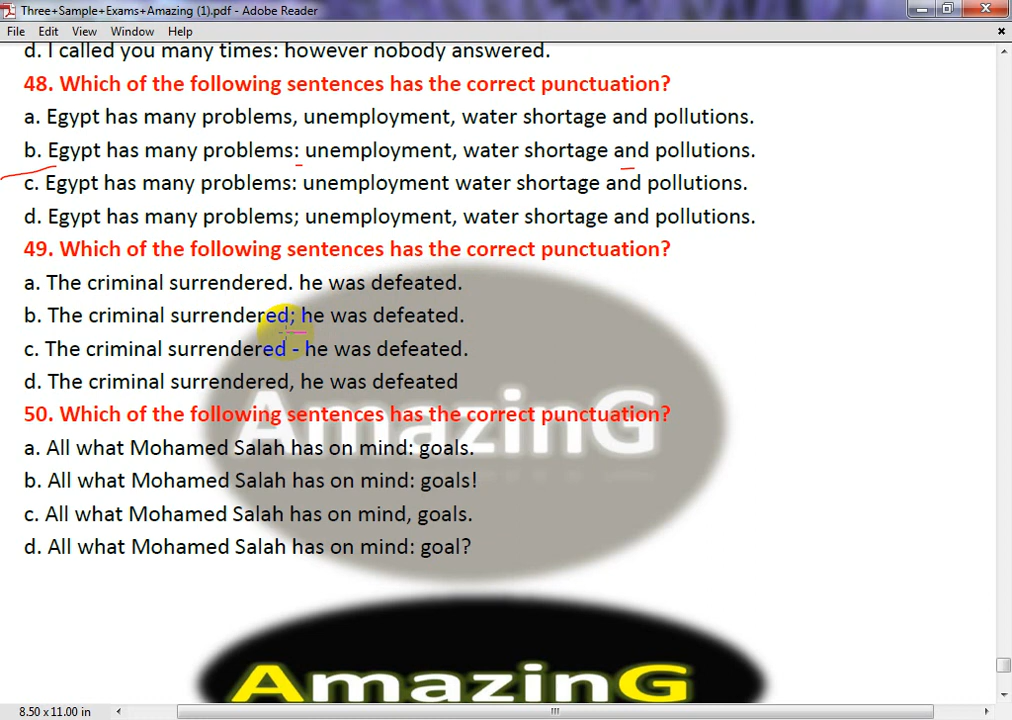 Three+Sample+Exams+Amazing (1).pdf - Adobe Reader
File Edit View Window Help
d. I called you many times: however nobody answered.
48. Which of the following sentences has the correct punctuation?
a. Egypt has many problems, unemployment, water shortage and pollutions.
b. Egypt has many problems: unemployment, water shortage and pollutions.
c. Egypt has many problems: unemployment water shortage and pollutions.
d. Egypt has many problems; unemployment, water shortage and pollutions.
49. Which of the following sentences has the correct punctuation?
a. The criminal surrendered. he was defeated.
b. The criminal surrendered; he was defeated.
c. The criminal surrendered - he was defeated.
d. The criminal surrendered, he was defeated
50. Which of the following sentences has the correct punctuation?
AmazinG
a. All what Mohamed Salah has on mind: goals.
b. All what Mohamed Salah has on mind: goals!
c. All what Mohamed Salah has on mind, goals.
d. All what Mohamed Salah has on mind: goal?
AmazinG
8.50 x 11.00 in